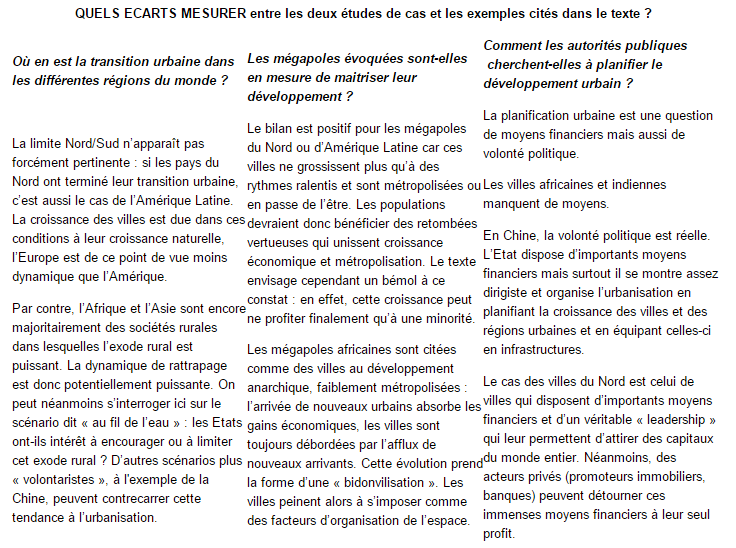 QUELS ECARTS MESURER entre les deux études de cas et les exemples cités dans le texte ?
Où en est la transition urbaine dans
les différentes régions du monde ?
La limite Nord/Sud n’apparaît pas
forcément pertinente : si les pays du
Nord ont terminé leur transition urbaine,
c’est aussi le cas de l’Amérique Latine.
La croissance des villes est due dans ces
conditions à leur croissance naturelle,
l’Europe est de ce point de vue moins
dynamique que l’Amérique.
Par contre, l’Afrique et l’Asie sont encore
majoritairement des sociétés rurales
dans lesquelles l’exode rural est
puissant. La dynamique de rattrapage
est donc potentiellement puissante. On
peut néanmoins s’interroger ici sur le
scénario dit « au fil de l’eau » : les Etats
ont-ils intérêt à encourager ou à limiter
cet exode rural ? D’autres scénarios plus
« volontaristes », à l’exemple de la
Chine, peuvent contrecarrer cette
tendance à l’urbanisation.
Les mégapoles évoquées sont-elles
en mesure de maitriser leur
développement ?
Le bilan est positif pour les mégapoles
du Nord ou d’Amérique Latine car ces
villes ne grossissent plus qu’à des
rythmes ralentis et sont métropolisées ou
en passe de l’être. Les populations
devraient donc bénéficier des retombées
vertueuses qui unissent croissance
économique et métropolisation. Le texte
envisage cependant un bémol à ce
constat : en effet, cette croissance peut
ne profiter finalement qu’à une minorité.
Les mégapoles africaines sont citées
comme des villes au développement
anarchique, faiblement métropolisées :
l’arrivée de nouveaux urbains absorbe les
gains économiques, les villes sont
toujours débordées par l’afflux de
nouveaux arrivants. Cette évolution prend
la forme d’une « bidonvilisation ». Les
villes peinent alors à s’imposer comme
des facteurs d’organisation de l’espace.
Comment les autorités publiques
cherchent-elles à planifier le
développement urbain ?
La planification urbaine est une question
de moyens financiers mais aussi de
volonté politique.
Les villes africaines et indiennes
manquent de moyens.
En Chine, la volonté politique est réelle.
L’Etat dispose d’importants moyens
financiers mais surtout il se montre assez
dirigiste et organise l’urbanisation en
planifiant la croissance des villes et des
régions urbaines et en équipant celles-ci
en infrastructures.
Le cas des villes du Nord est celui de
villes qui disposent d’importants moyens
financiers et d’un véritable « leadership »
qui leur permettent d’attirer des capitaux
du monde entier. Néanmoins, des
acteurs privés (promoteurs immobiliers,
banques) peuvent détourner ces
immenses moyens financiers à leur seul
profit.